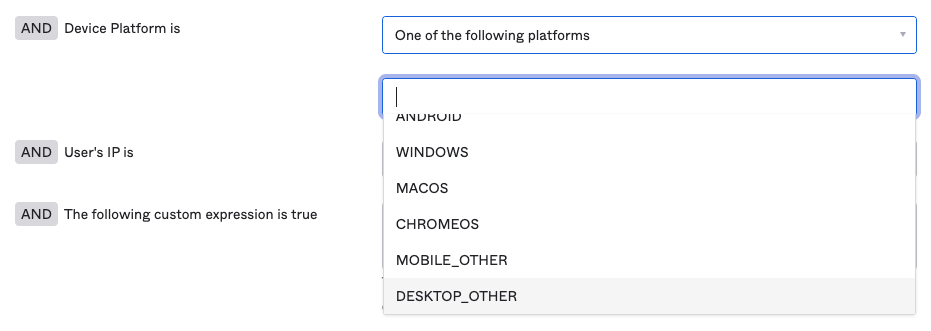 AND Device Platform is
One of the following platforms
ANDROID
AND User's IP is
WINDOWS
MACOS
AND The following custom expression is true
CHROMEOS
MOBILE_OTHER
DESKTOP_OTHER